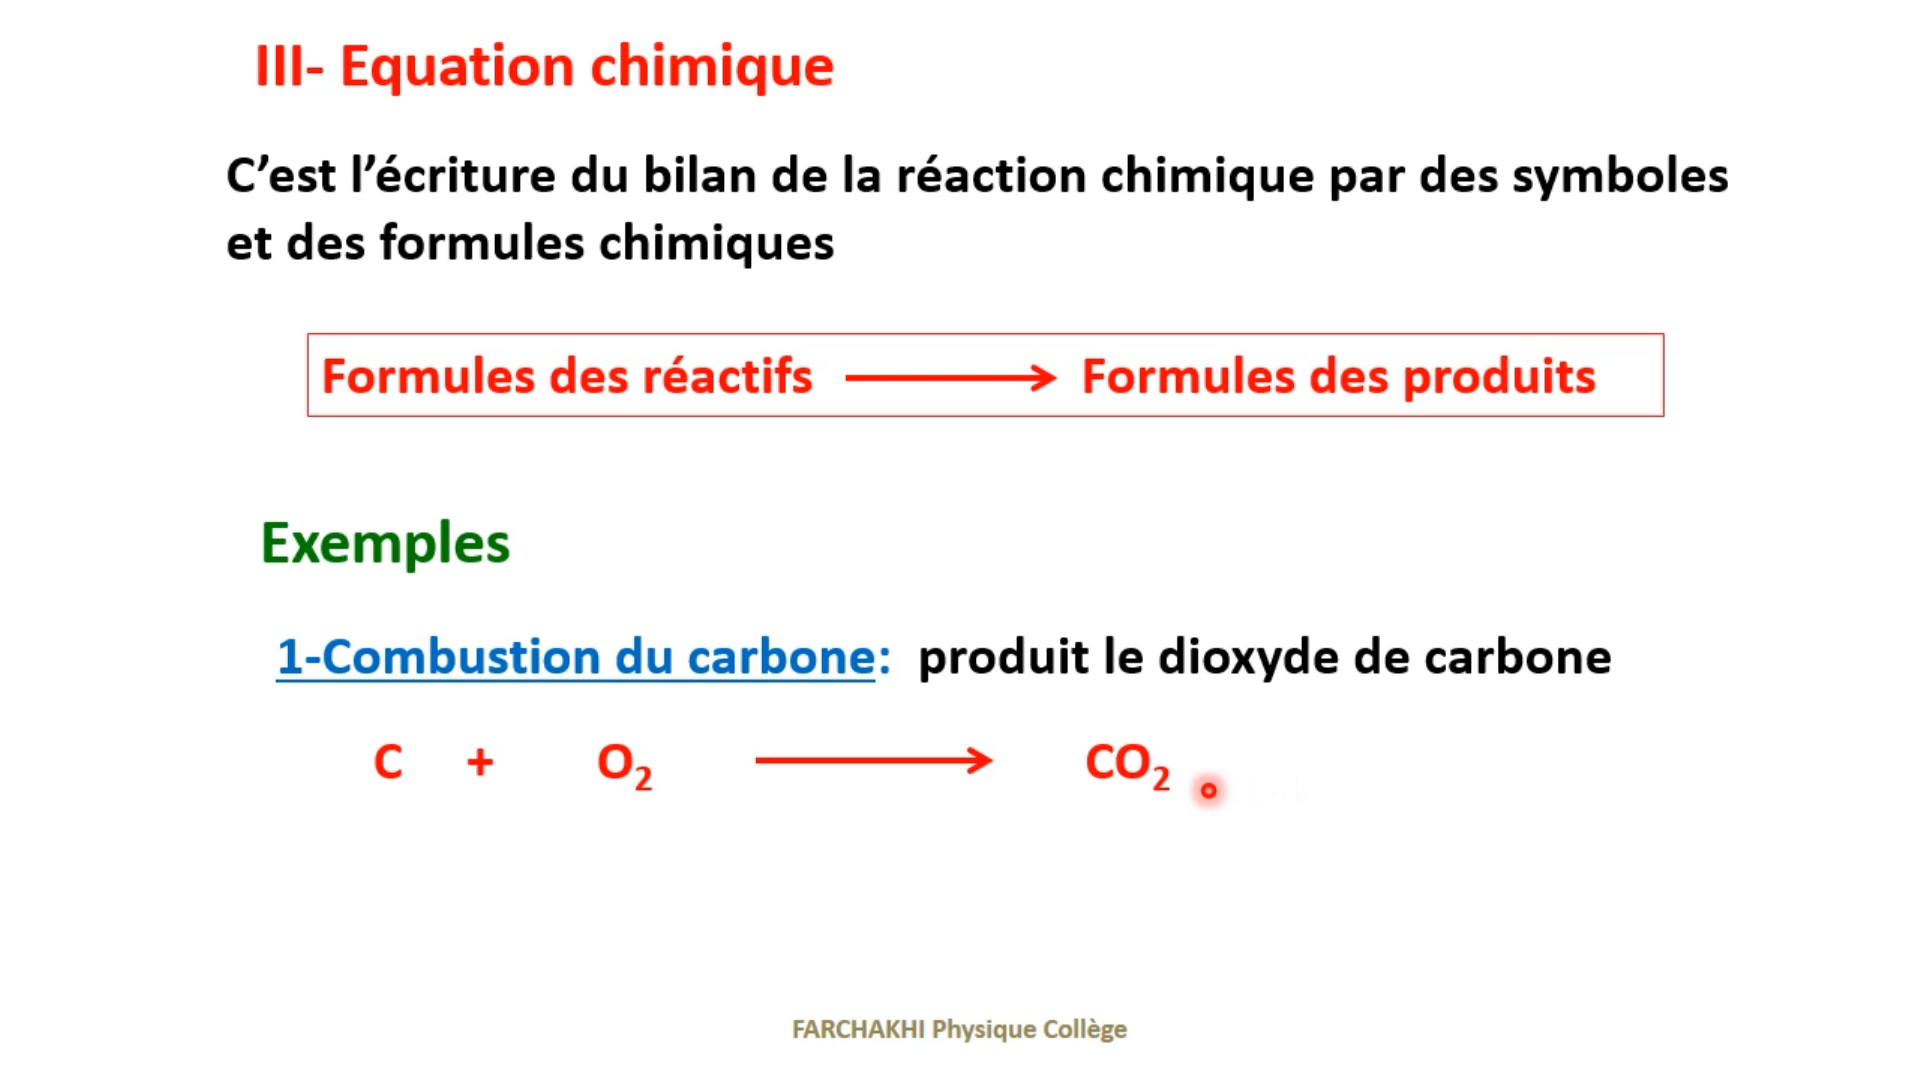 III- Equation chimique
C’est l’écriture du bilan de la réaction chimique par des symboles
et des formules chimiques
Formules des réactifs ⟶ Formules des produits
Exemples
1-Combustion du carbone: produit le dioxyde de carbone
C + O₂ ⟶ CO₂
FARCHAKHI Physique Collège